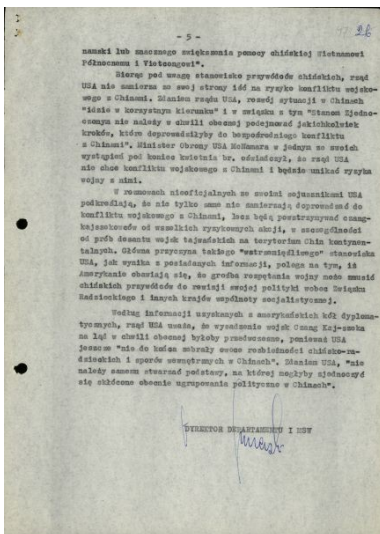 - 5 -
26
namski lub znacznego zwiększenia pomocy chińskiej Wietnamowi
Północnemu i Vietcongowi".
Biorąc pod uwagę stanowisko przywódców chińskich, rząd
USA nie zamierza ze swej strony iść na ryzyko konfliktu wojsko-
wego z Chinami. Zdaniem rządu USA, rozwój sytuacji w Chinach
"idzie w korzystnym kierunku" i w związku z tym "Stanom Zjedno-
czonym nie należy w chwili obecnej podejmować jakichkolwiek
kroków, które doprowadziłyby do bezpośredniego konfliktu
z Chinami". Minister Obrony USA McNamara w jednym ze swoich
wystąpień pod koniec kwietnia br. oświadczył, że rząd USA
nie chce konfliktu wojskowego z Chinami i będzie unikać ryzyka
wojny z nimi.
W rozmowach nieoficjalnych ze swoimi sojusznikami USA
podkreślają, że nie tylko same nie zamierzają doprowadzać do
konfliktu wojskowego z Chinami, lecz będą powstrzymywać czang-
kajszekowców od wszelkich ryzykownych akcji, w szczególności
od prób desantu wojsk tajwańskich na terytorium Chin kontynen-
talnych. Główna przyczyna takiego "wstrzemięźliwego" stanowiska
USA, jak wynika z posiadanych informacji, polega na tym, iż
Amerykanie obawiają się, że groźba rozpętania wojny może zmusić
chińskich przywódców do rewizji swojej polityki wobec Związku
Radzieckiego i innych krajów wspólnoty socjalistycznej.
Według informacji uzyskanych z amerykańskich kół dyploma-
tycznych, rząd USA uważa, że wysadzenie wojsk Czang Kaj-szeka
na ląd w chwili obecnej byłoby przedwczesne, ponieważ USA
jeszcze "nie do końca zebrały owoce rozbieżności chińsko-ra-
dzieckich i sporów wewnętrznych w Chinach". Zdaniem USA, "nie
należy samemu stwarzać podstawy, na której mogłyby zjednoczyć
się skłócone obecnie ugrupowania polityczne w Chinach".
DYREKTOR DEPARTAMENTU I MSW